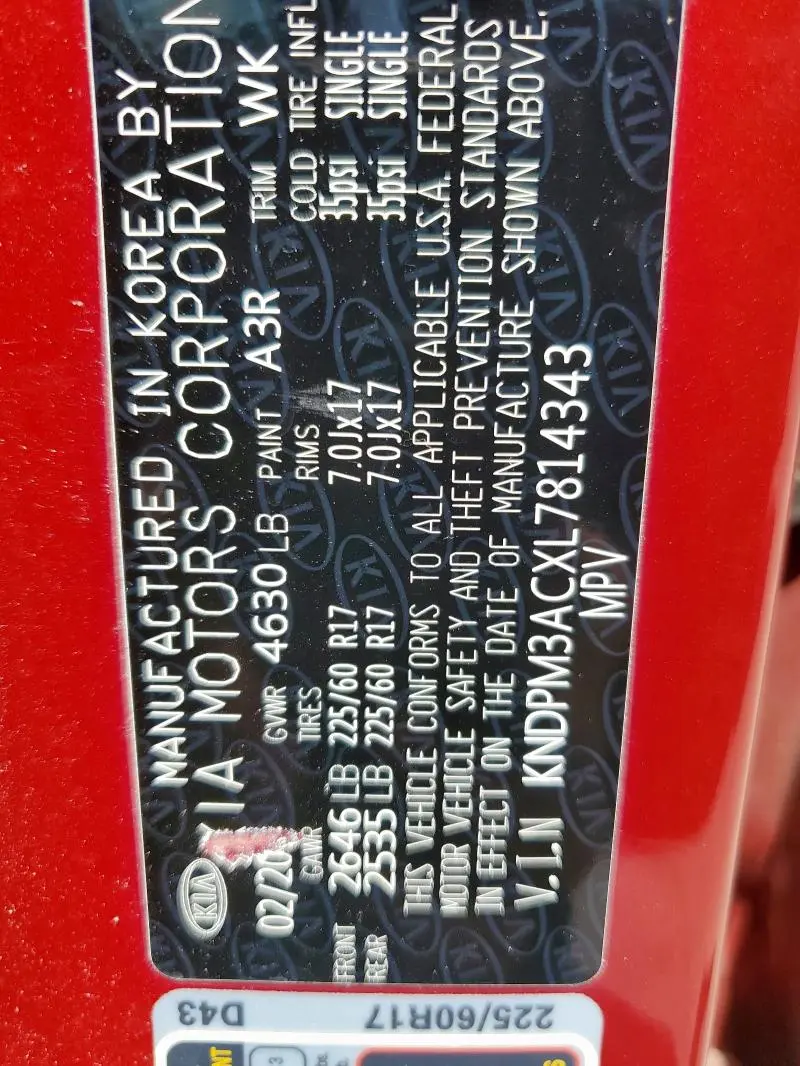 MANUFACTURED IN KOREA BY
KIA IA MOTORS CORPORATION
02/20 GVWR 4630 LB PAINT A3R TRIM WK
GAWR TIRES RIMS COLD TIRE INFL
FRONT 2646 LB 225/60 R17 7.0Jx17 35psi SINGLE
REAR 2535 LB 225/60 R17 7.0Jx17 35psi SINGLE
THIS VEHICLE CONFORMS TO ALL APPLICABLE U.S.A. FEDERAL
MOTOR VEHICLE SAFETY AND THEFT PREVENTION STANDARDS
IN EFFECT ON THE DATE OF MANUFACTURE SHOWN ABOVE.
V.I.N KNDPM3ACXL7814343
MPV
225/60R17 D43